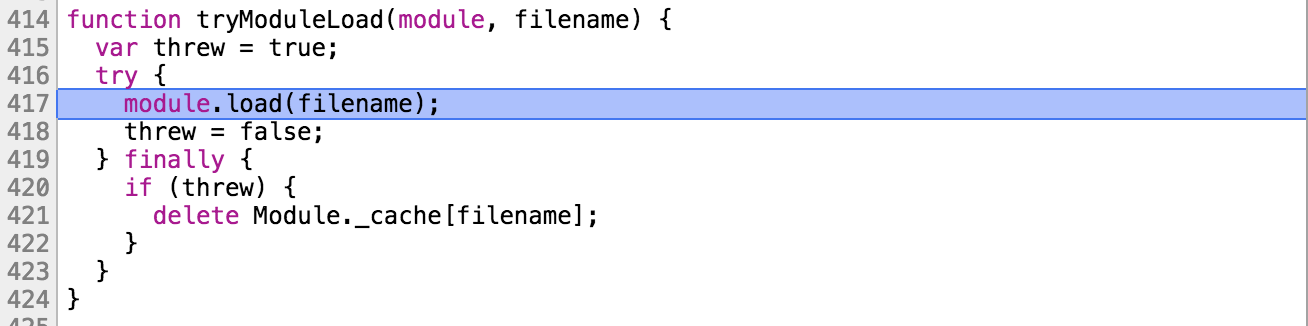 414 function tryModuleLoad(module, filename) {
415   var threw = true;
416   try {
417     module.load(filename);
418     threw = false;
419   } finally {
420     if (threw) {
421       delete Module._cache[filename];
422     }
423   }
424 }
425